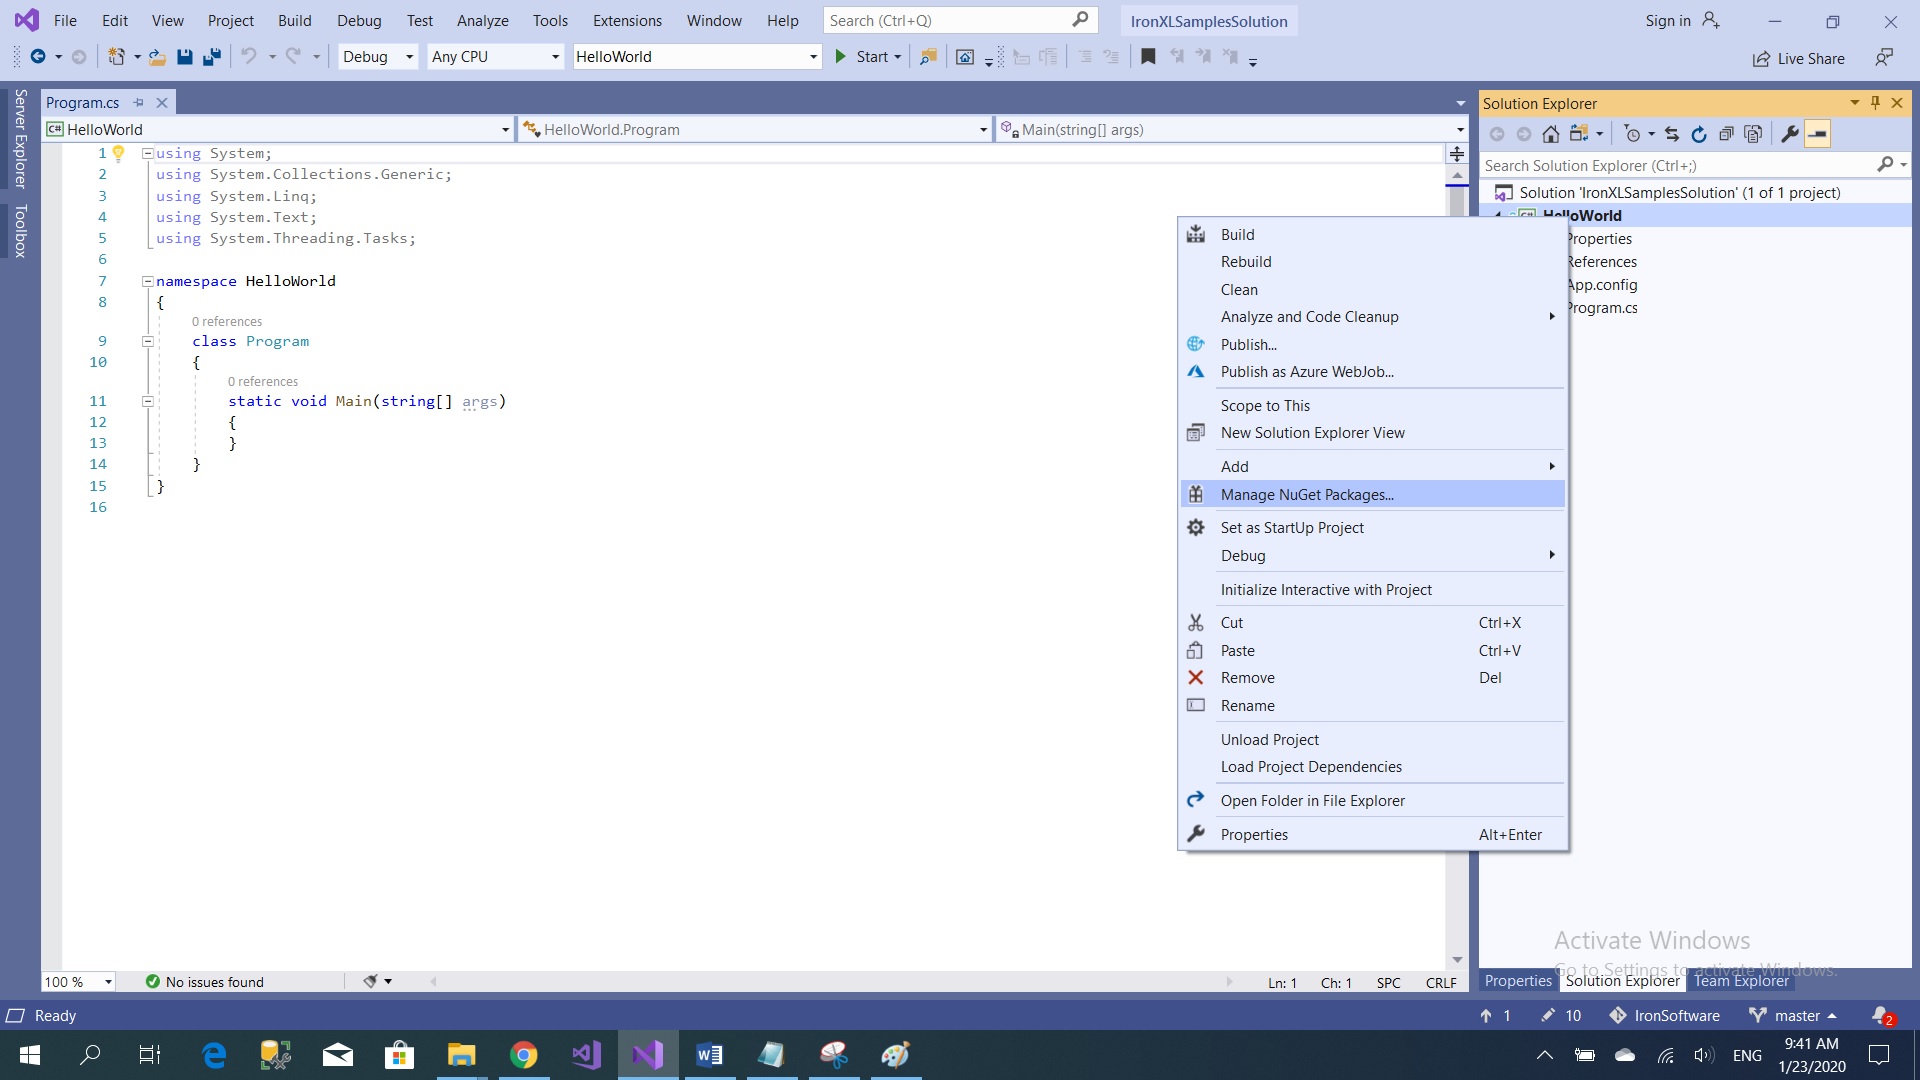 File Edit View Project Build Debug Test Analyze Tools Extensions Window Help Search (Ctrl+Q) IronXLSamplesSolution Sign in
Debug Any CPU HelloWorld Start Live Share
Server Explorer
Toolbox
Program.cs
HelloWorld HelloWorld.Program Main(string[] args)
1 using System;
2 using System.Collections.Generic;
3 using System.Linq;
4 using System.Text;
5 using System.Threading.Tasks;
6
7 namespace HelloWorld
8 {
0 references
9 class Program
10 {
0 references
11 static void Main(string[] args)
12 {
13 }
14 }
15 }
16
Build
Rebuild
Clean
Analyze and Code Cleanup
Publish...
Publish as Azure WebJob...
Scope to This
New Solution Explorer View
Add
Manage NuGet Packages...
Set as StartUp Project
Debug
Initialize Interactive with Project
Cut Ctrl+X
Paste Ctrl+V
Remove Del
Rename
Unload Project
Load Project Dependencies
Open Folder in File Explorer
Properties Alt+Enter
Solution Explorer
Search Solution Explorer (Ctrl+;)
Solution 'IronXLSamplesSolution' (1 of 1 project)
HelloWorld
Properties
References
App.config
Program.cs
Activate Windows
Go to Settings to activate Windows.
Properties Solution Explorer Team Explorer
100 % No issues found Ln: 1 Ch: 1 SPC CRLF
Ready 1 10 IronSoftware master 2
ENG 9:41 AM
1/23/2020